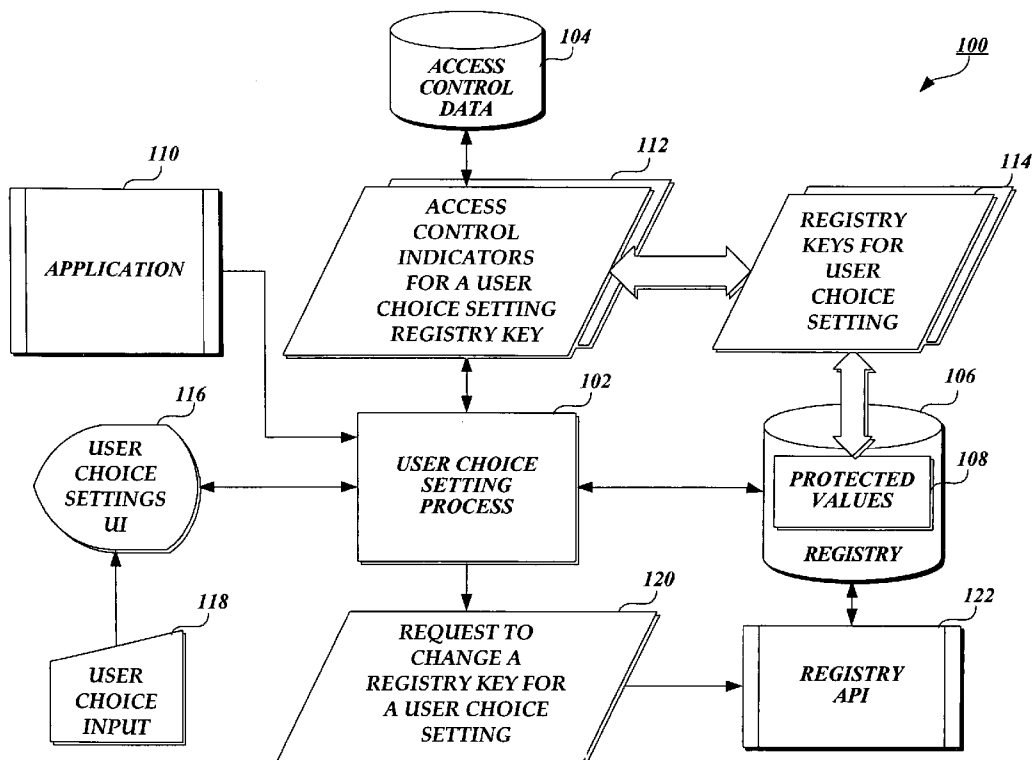 104
ACCESS
CONTROL
DATA
100
110
APPLICATION
112
ACCESS
CONTROL
INDICATORS
FOR A USER
CHOICE SETTING
REGISTRY KEY
114
REGISTRY
KEYS FOR
USER
CHOICE
SETTING
116
USER
CHOICE
SETTINGS
UI
102
USER CHOICE
SETTING
PROCESS
106
PROTECTED
VALUES
108
REGISTRY
118
USER
CHOICE
INPUT
120
REQUEST TO
CHANGE A
REGISTRY KEY FOR
A USER CHOICE
SETTING
122
REGISTRY
API